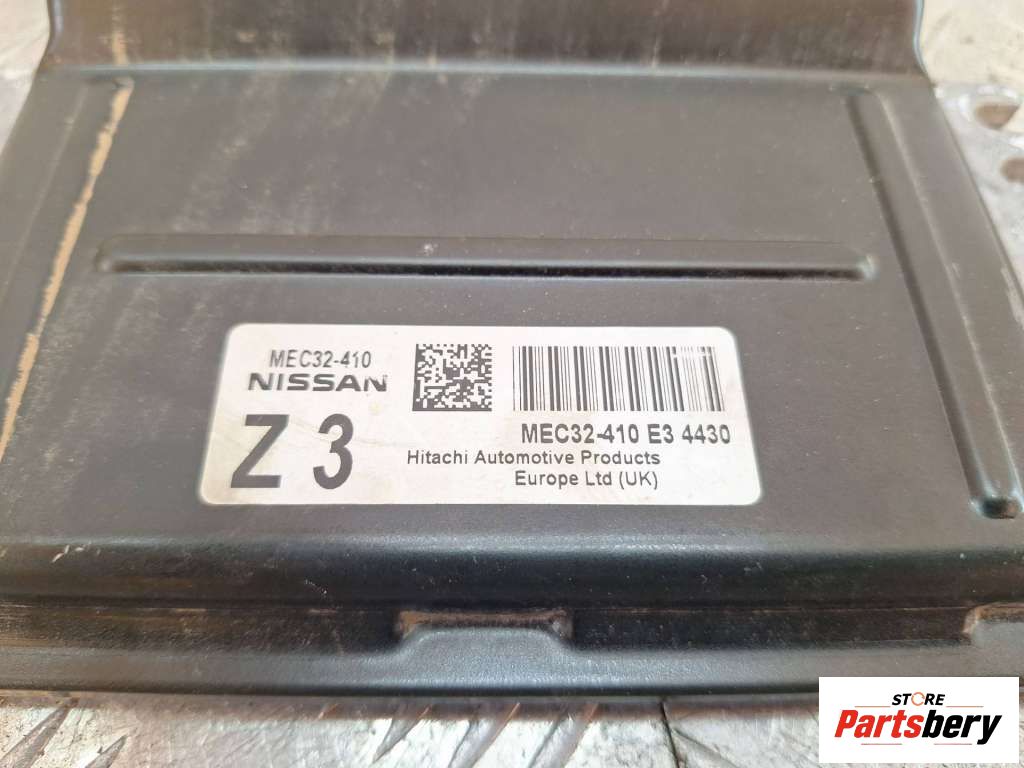 MEC32-410
NISSAN
Z 3
MEC32-410 E3 4430
Hitachi Automotive Products
Europe Ltd (UK)
STORE
Partsbery